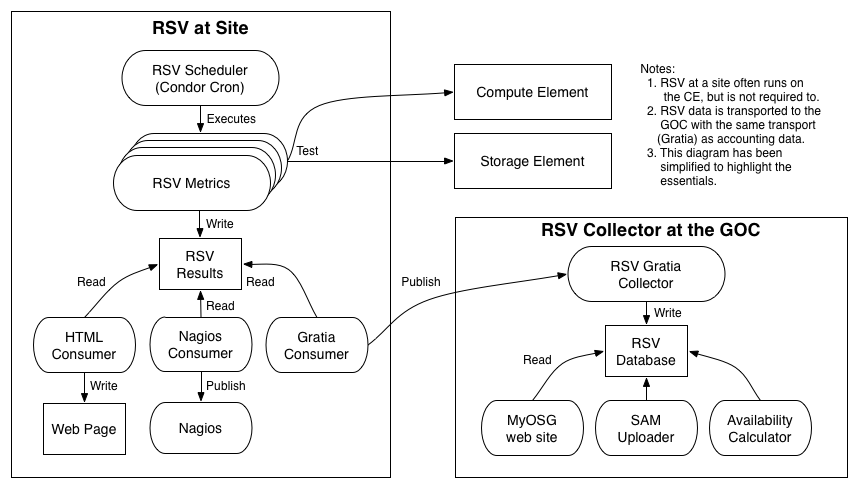 RSV at Site
RSV Scheduler
(Condor Cron)
Executes
RSV Metrics
Test
Compute Element
Storage Element
Notes:
1. RSV at a site often runs on
the CE, but is not required to.
2. RSV data is transported to the
GOC with the same transport
(Gratia) as accounting data.
3. This diagram has been
simplified to highlight the
essentials.
Write
RSV
Results
Read
Read
Read
HTML
Consumer
Nagios
Consumer
Gratia
Consumer
Write
Publish
Web Page
Nagios
Publish
RSV Collector at the GOC
RSV Gratia
Collector
Write
RSV
Database
Read
MyOSG
web site
SAM
Uploader
Availability
Calculator